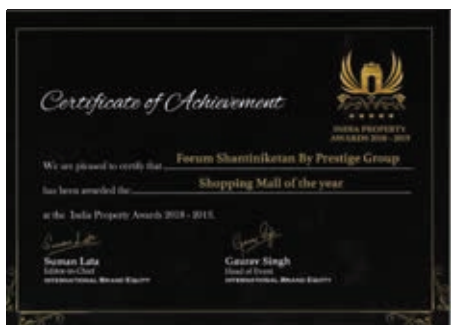 Certificate of Achievement
INDIA PROPERTY
AWARDS 2018 - 2019
We are pleased to certify that Forum Shantiniketan By Prestige Group
has been awarded the Shopping Mall of the year
at the India Property Awards 2018 - 2019.
Suman Lata
Editor-in-Chief
INTERNATIONAL BRAND EQUITY
Gaurav Singh
Head of Event
INTERNATIONAL BRAND EQUITY